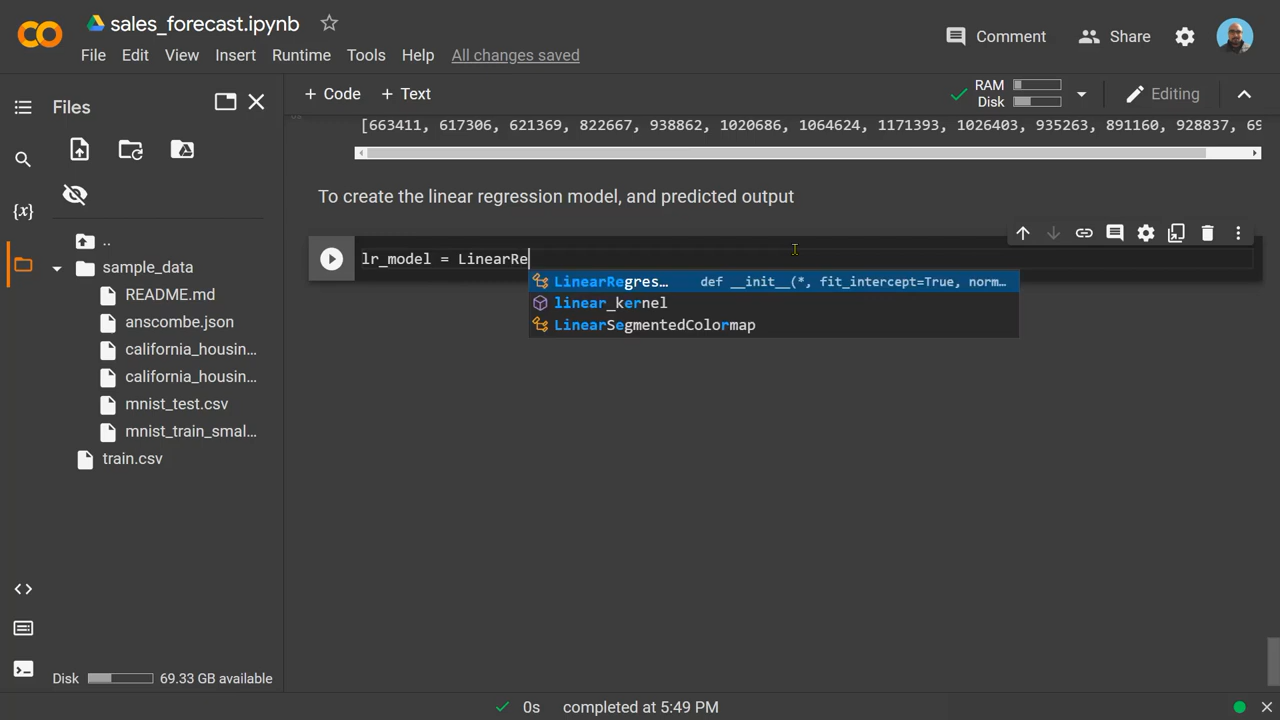 sales_forecast.ipynb
File Edit View Insert Runtime Tools Help All changes saved
Comment Share
Files
+ Code + Text
RAM
Disk
Editing
[663411, 617306, 621369, 822667, 938862, 1020686, 1064624, 1171393, 1026403, 935263, 891160, 928837, 69
To create the linear regression model, and predicted output
{x}
..
sample_data
README.md
anscombe.json
california_housin...
california_housin...
mnist_test.csv
mnist_train_smal...
train.csv
lr_model = LinearRe
LinearRegres... def __init__(*, fit_intercept=True, norm...
linear_kernel
LinearSegmentedColormap
Disk 69.33 GB available
0s completed at 5:49 PM